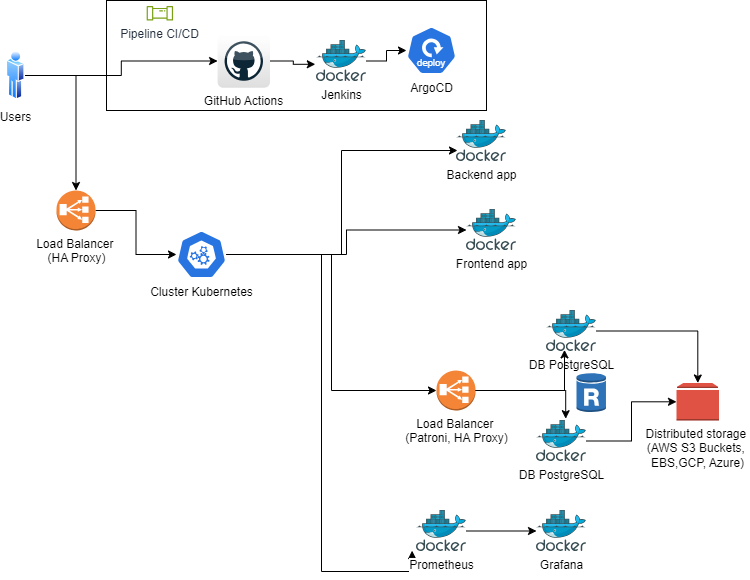 Pipeline CI/CD
GitHub Actions
docker
Jenkins
deploy
ArgoCD
Users
docker
Backend app
Load Balancer
(HA Proxy)
Cluster Kubernetes
docker
Frontend app
docker
DB PostgreSQL
R
Load Balancer
(Patroni, HA Proxy)
docker
DB PostgreSQL
Distributed storage
(AWS S3 Buckets,
EBS,GCP, Azure)
docker
Prometheus
docker
Grafana